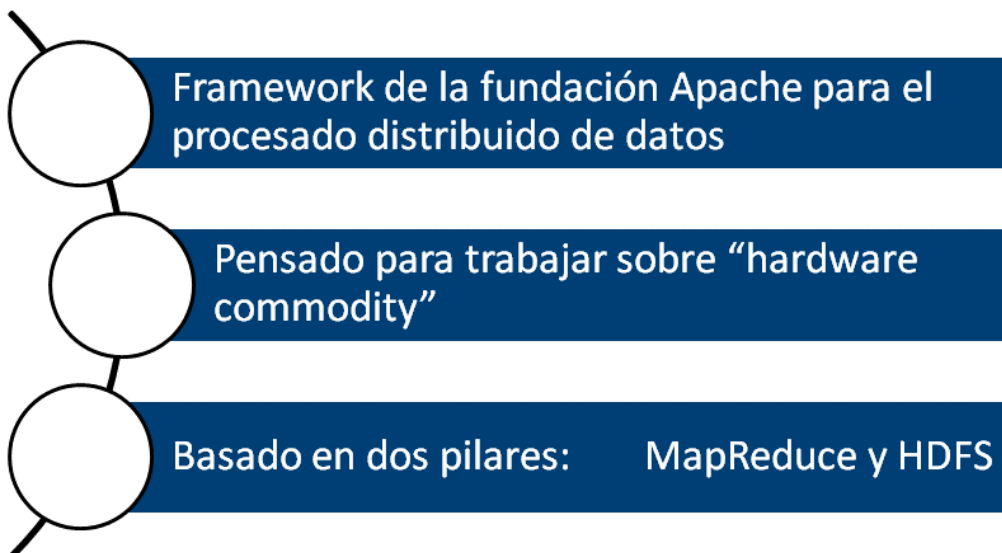 Framework de la fundación Apache para el
procesado distribuido de datos
Pensado para trabajar sobre “hardware
commodity”
Basado en dos pilares: MapReduce y HDFS